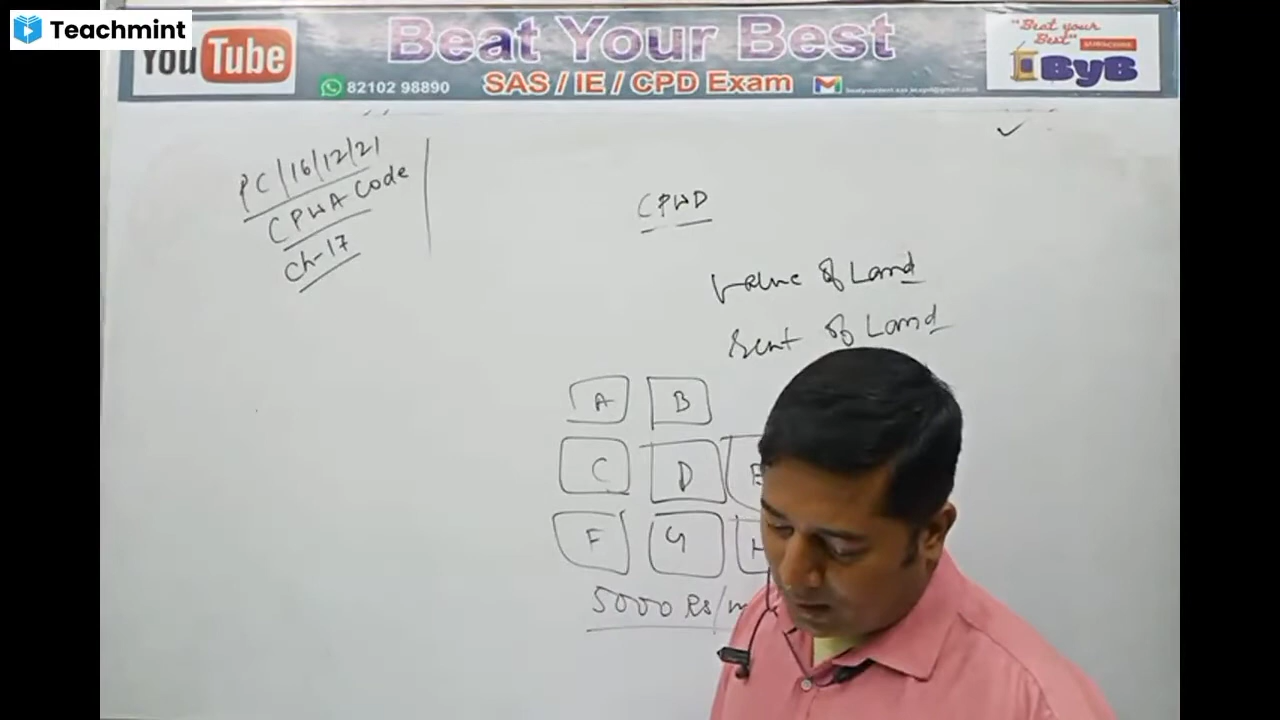 Teachmint
YouTube
Beat Your Best
82102 98890
SAS / IE / CPD Exam
"Beat your
Best"
SUBSCRIBE
ByB
PC/16/12/21
CPWA Code
Ch-17
CPWD
Value of Land
Rent of Land
A B
C D E
F G H
5000 Rs/m